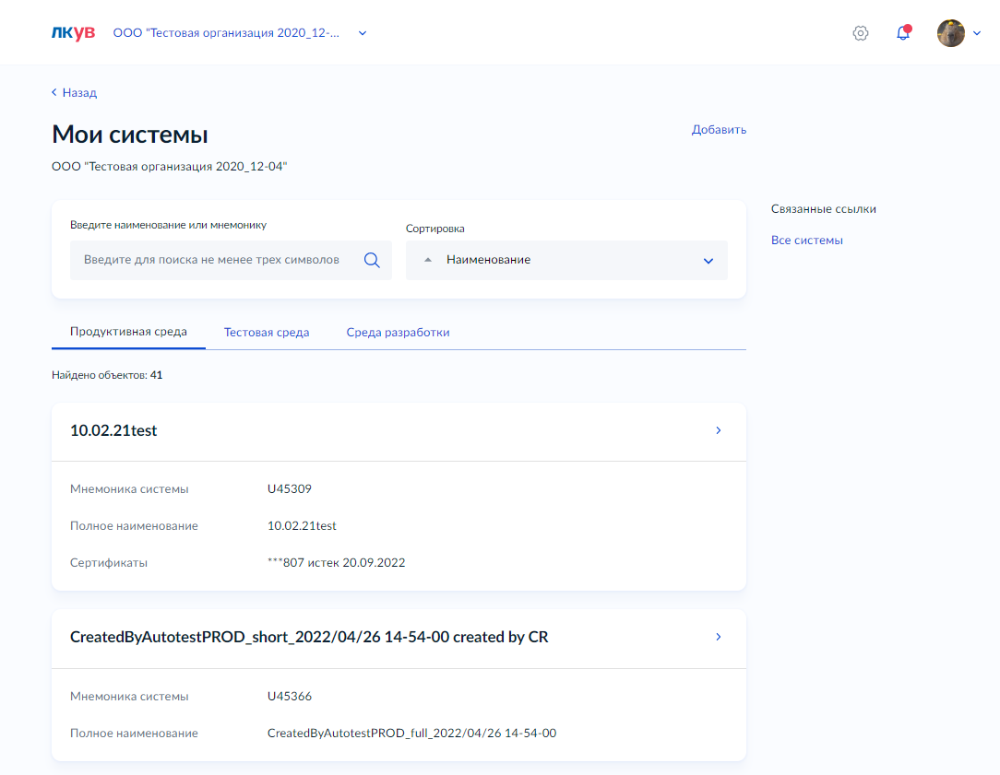 ЛКУВ ООО "Тестовая организация 2020_12-...
Назад
Мои системы
Добавить
ООО "Тестовая организация 2020_12-04"
Связанные ссылки
Все системы
Введите наименование или мнемонику
Введите для поиска не менее трех символов
Сортировка
Наименование
Продуктивная среда Тестовая среда Среда разработки
Найдено объектов: 41
10.02.21test
Мнемоника системы U45309
Полное наименование 10.02.21test
Сертификаты ***807 истек 20.09.2022
CreatedByAutotestPROD_short_2022/04/26 14-54-00 created by CR
Мнемоника системы U45366
Полное наименование CreatedByAutotestPROD_full_2022/04/26 14-54-00